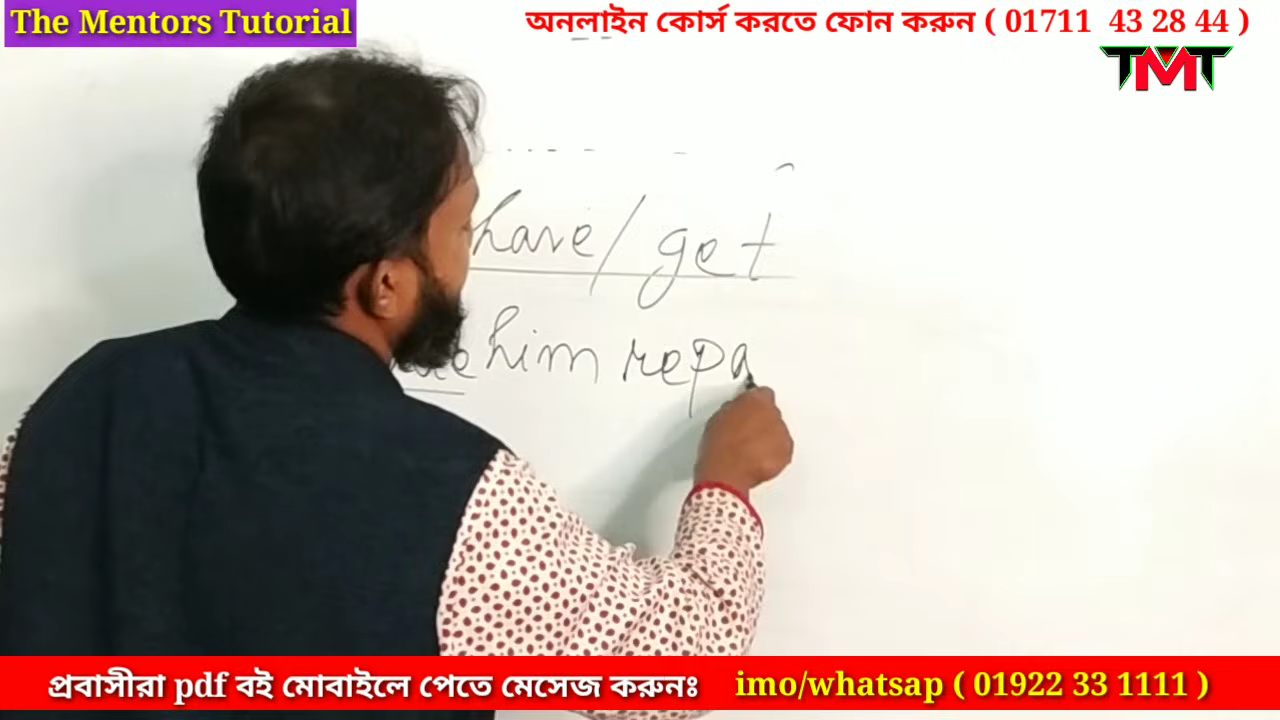 The Mentors Tutorial
অনলাইন কোর্স করতে ফোন করুন ( 01711 43 28 44 )
TMT
have / get
him repa
প্রবাসীরা pdf বই মোবাইলে পেতে মেসেজ করুনঃ imo/whatsap ( 01922 33 1111 )